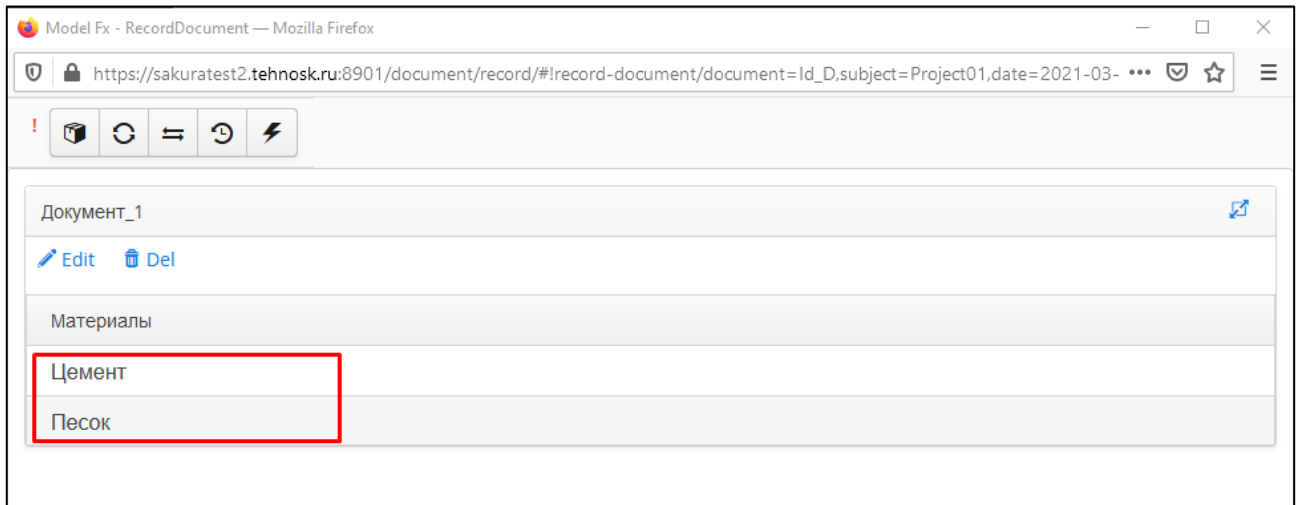 Model Fx - RecordDocument — Mozilla Firefox
https://sakuratest2.tehnosk.ru:8901/document/record/#!record-document/document=Id_D,subject=Project01,date=2021-03-
!
Документ_1
Edit Del
Материалы
Цемент
Песок